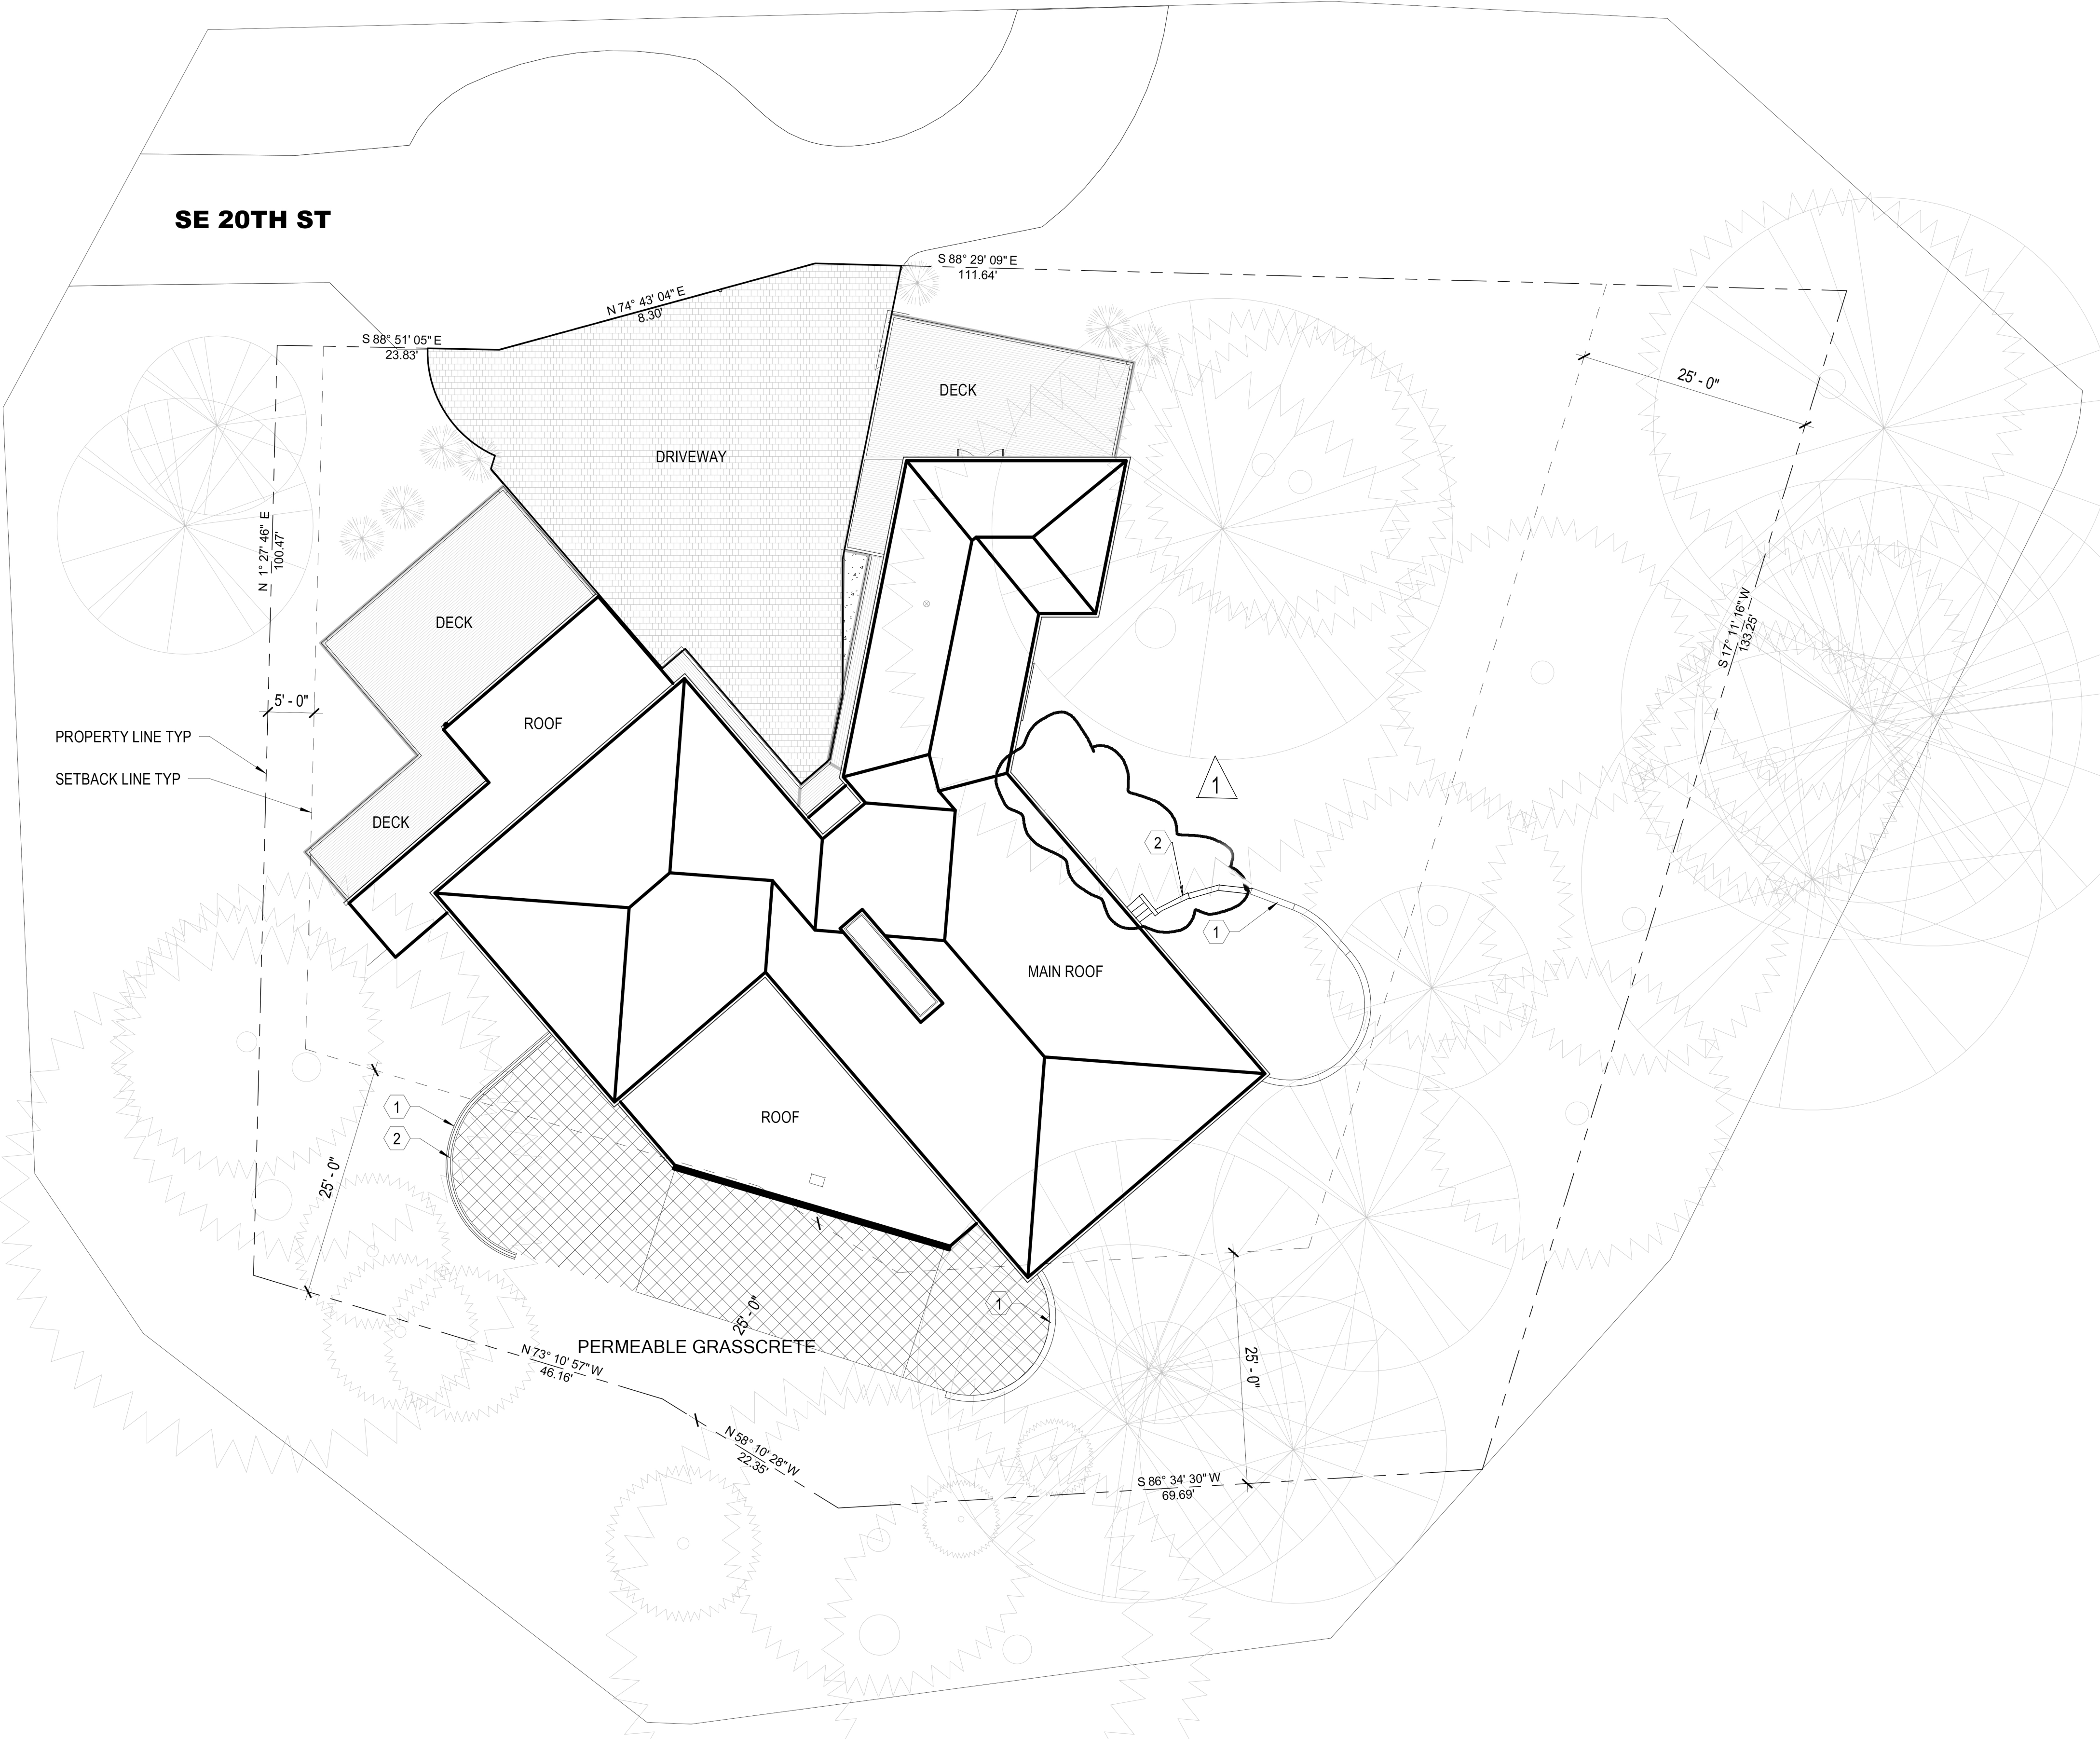 SE 20TH ST
S 88° 29' 09" E
111.64'
N 74° 43' 04" E
8.30'
S 88° 51' 05" E
23.83'
25' - 0"
DECK
DRIVEWAY
N 1° 27' 46" E
100.47'
DECK
S 17° 11' 16" W
133.25'
5' - 0"
ROOF
PROPERTY LINE TYP
SETBACK LINE TYP
1
DECK
2
1
MAIN ROOF
1
ROOF
2
25' - 0"
1
25' - 0"
PERMEABLE GRASSCRETE
N 73° 10' 57" W
46.16'
25' - 0"
N 58° 10' 28" W
22.35'
S 86° 34' 30" W
69.69'